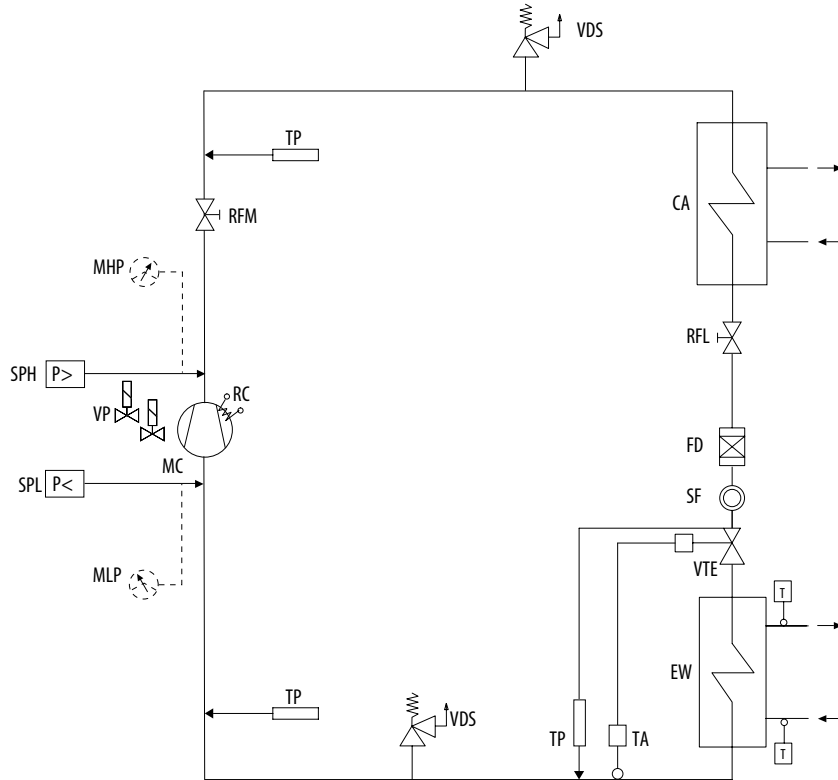 VDS
TP
RFM
CA
MHP
RFL
SPH
P>
RC
VP
FD
MC
SPL
P<
SF
VTE
MLP
T
EW
TP
VDS
TP
TA
T